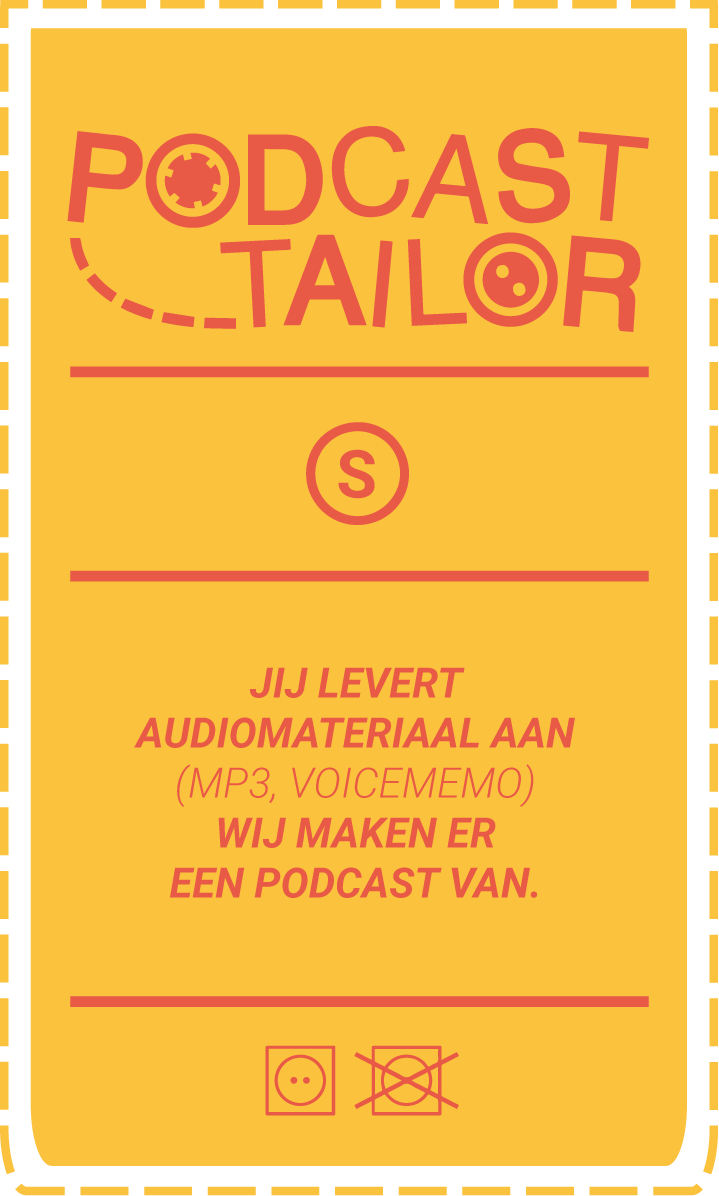 PODCAST
TAILOR
S
JIJ LEVERT
AUDIOMATERIAAL AAN
(MP3, VOICEMEMO)
WIJ MAKEN ER
EEN PODCAST VAN.